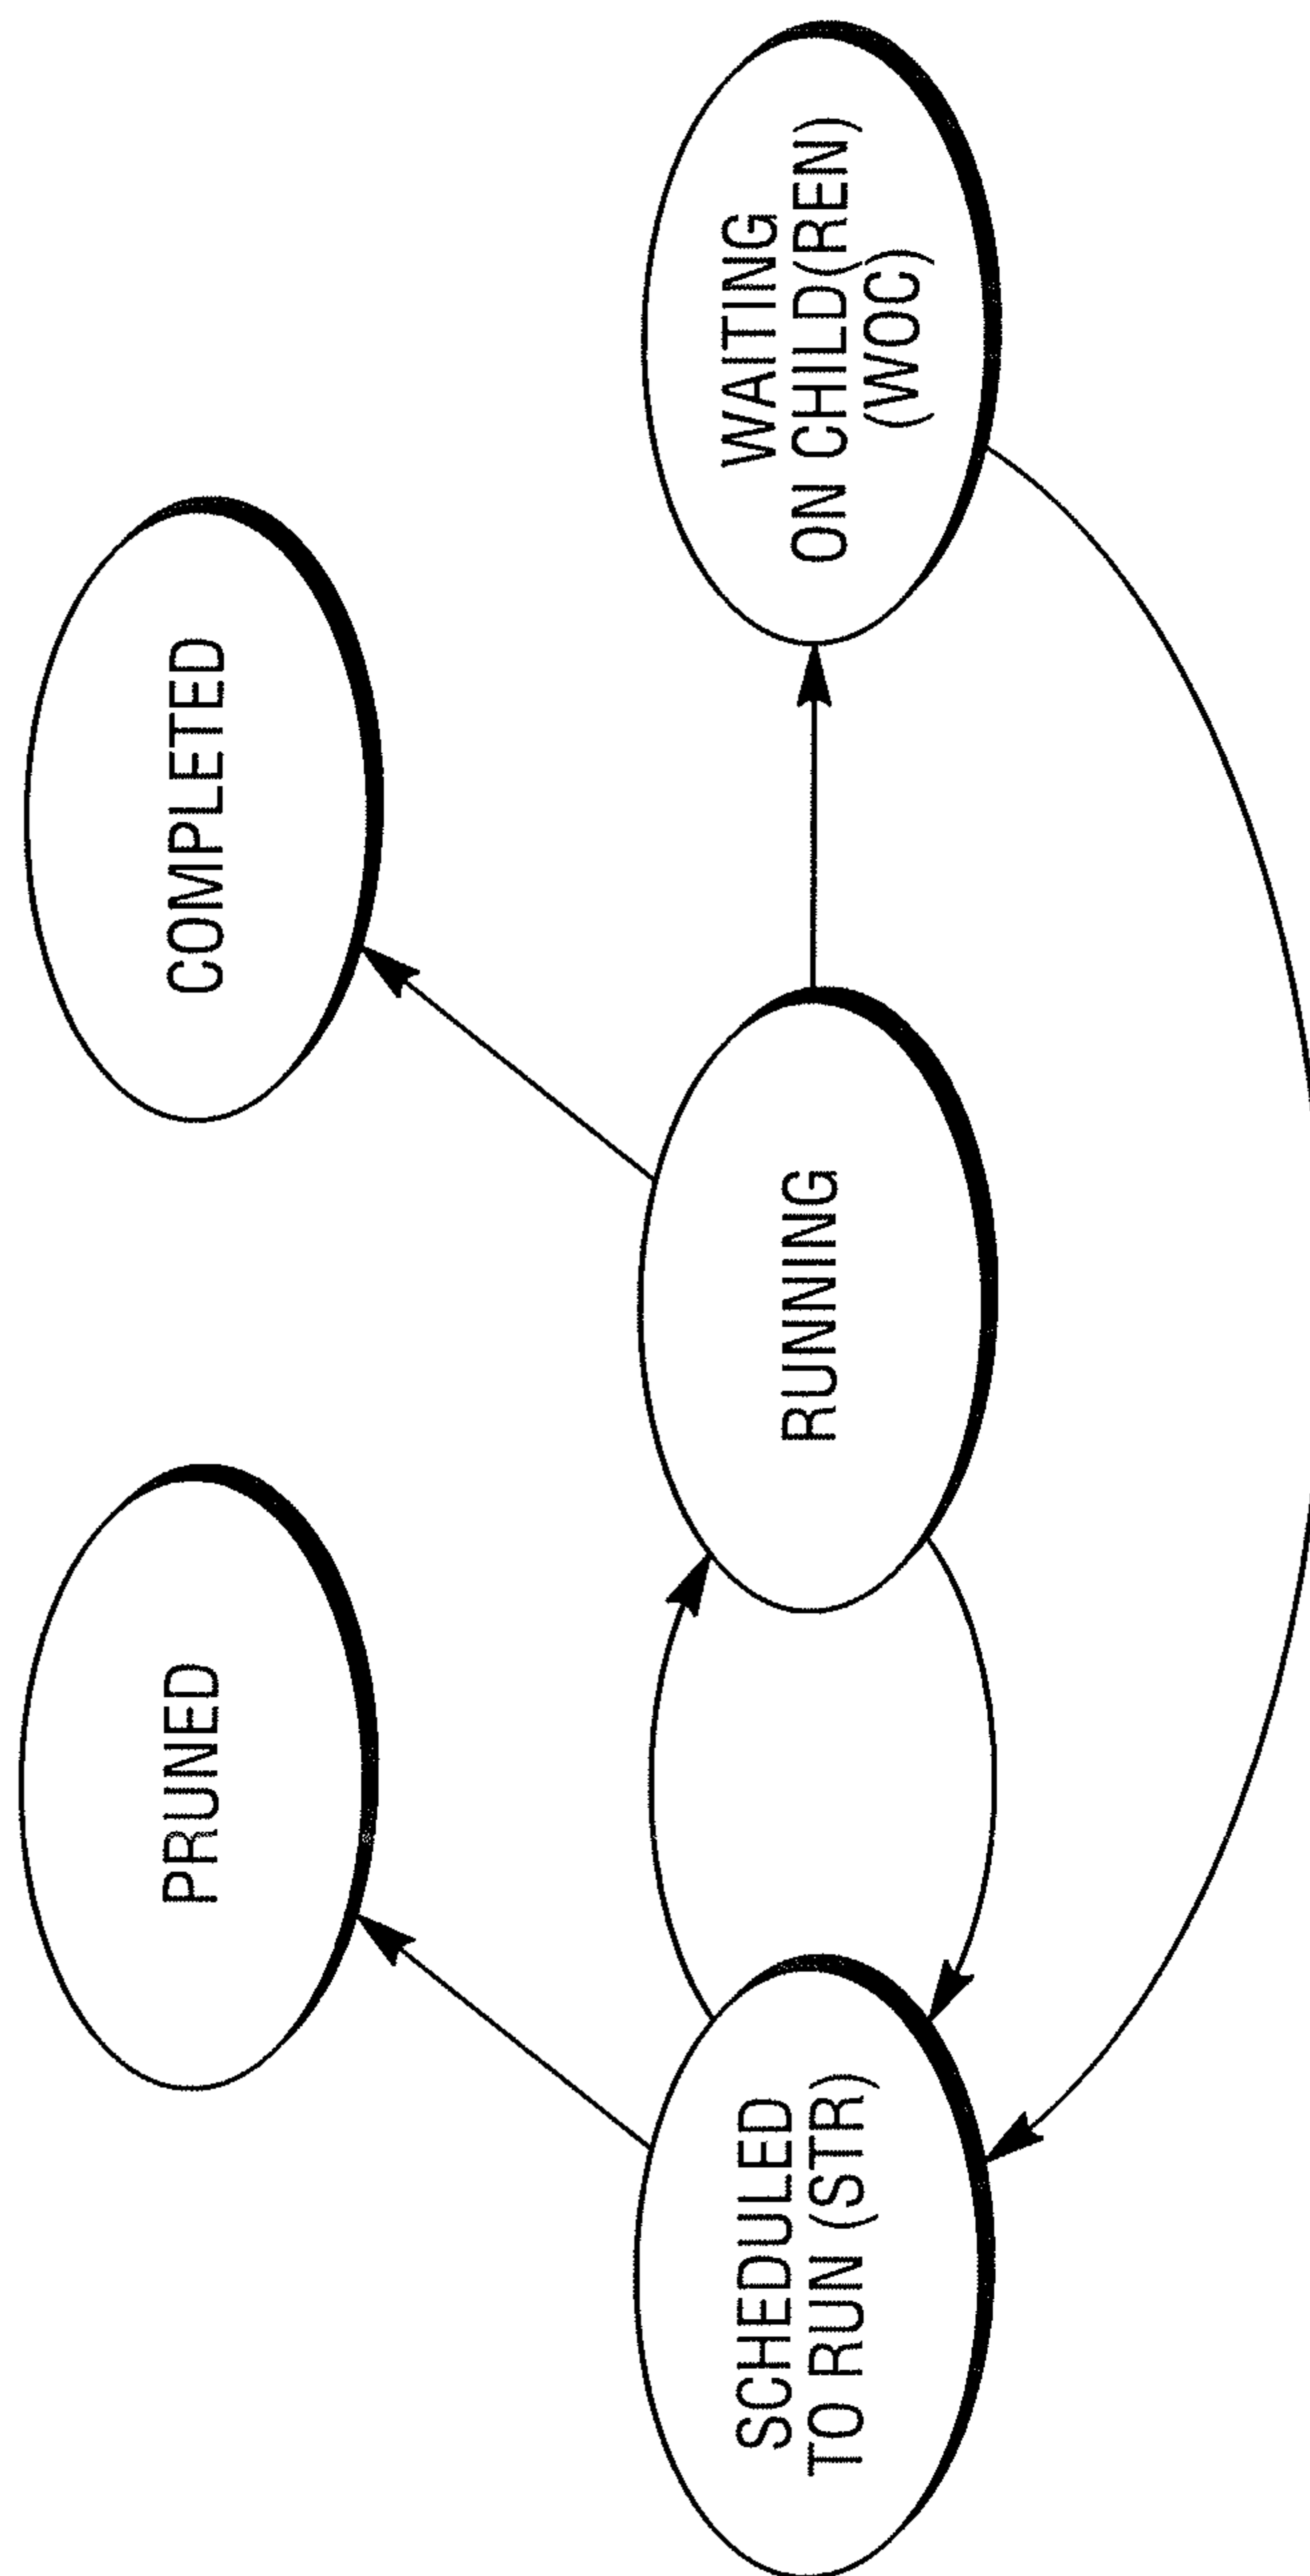 PRUNED
COMPLETED
SCHEDULED
TO RUN (STR)
RUNNING
WAITING
ON CHILD(REN)
(WOC)